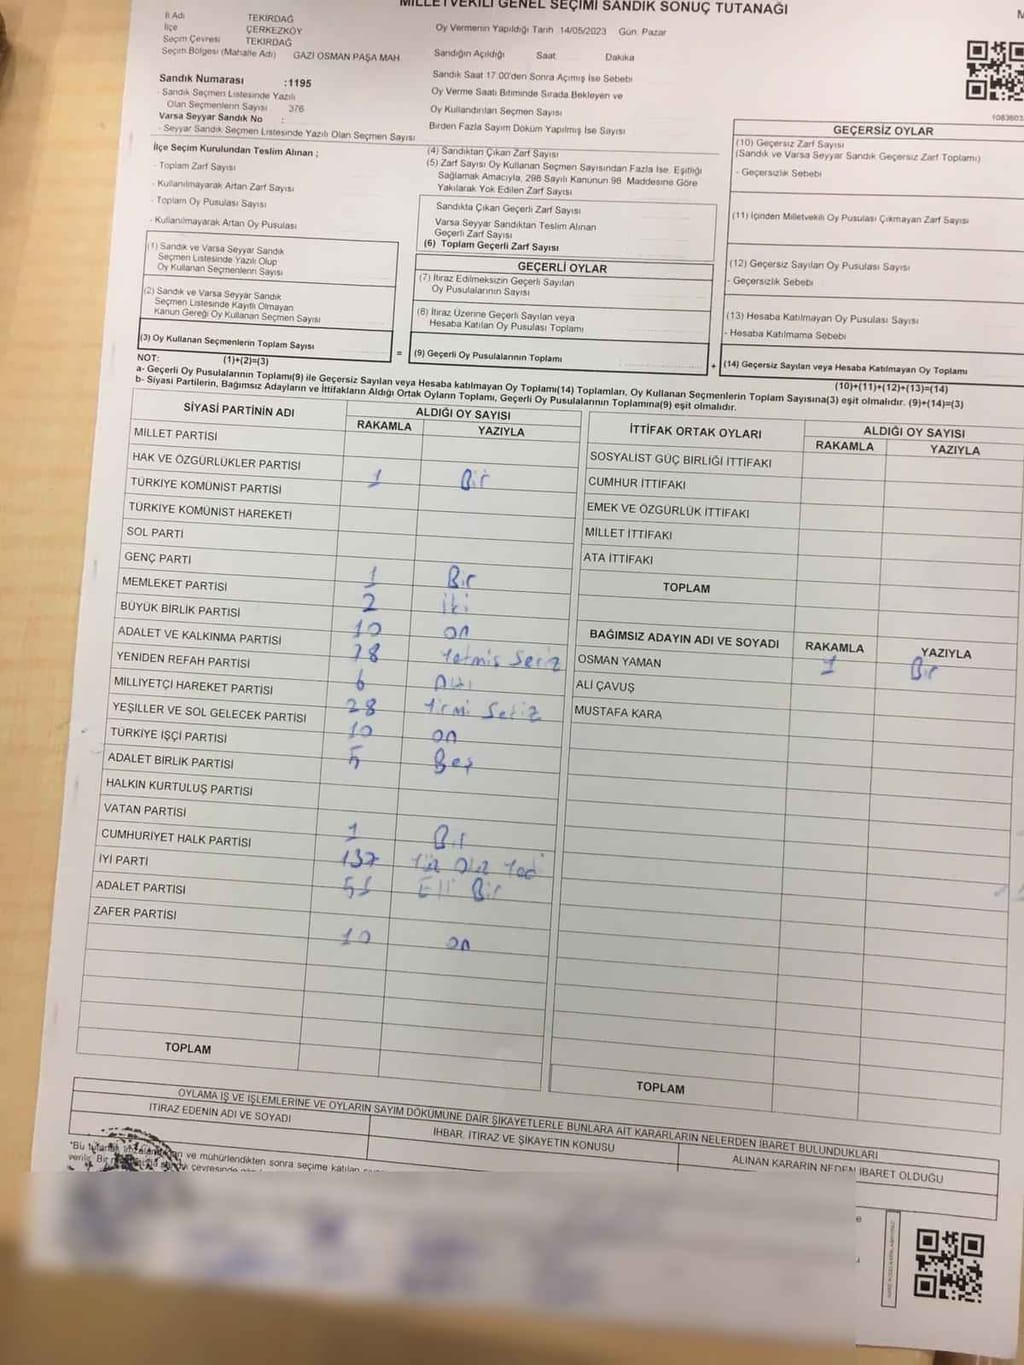 MİLLETVEKİLİ GENEL SEÇİMİ SANDIK SONUÇ TUTANAĞI
İl Adı TEKİRDAĞ
İlçe ÇERKEZKÖY
Seçim Çevresi TEKİRDAĞ
Seçim Bölgesi (Mahalle Adı) GAZİ OSMAN PAŞA MAH.
Sandık Numarası :1195
- Sandık Seçmen Listesinde Yazılı
Olan Seçmenlerin Sayısı 376
Varsa Seyyar Sandık No :
- Seyyar Sandık Seçmen Listesinde Yazılı Olan Seçmen Sayısı
İlçe Seçim Kurulundan Teslim Alınan ;
- Toplam Zarf Sayısı
- Kullanılmayarak Artan Zarf Sayısı
- Toplam Oy Pusulası Sayısı
- Kullanılmayarak Artan Oy Pusulası
(1) Sandık ve Varsa Seyyar Sandık
Seçmen Listesinde Yazılı Olup
Oy Kullanan Seçmenlerin Sayısı
(2) Sandık ve Varsa Seyyar Sandık
Seçmen Listesinde Kayıtlı Olmayan
Kanun Gereği Oy Kullanan Seçmen Sayısı
(3) Oy Kullanan Seçmenlerin Toplam Sayısı
Oy Vermenin Yapıldığı Tarih 14/05/2023 Gün. Pazar
Sandığın Açıldığı Saat Dakika
Sandık Saat 17.00'den Sonra Açılmış İse Sebebi
Oy Verme Saati Bitiminde Sırada Bekleyen ve
Oy Kullandırılan Seçmen Sayısı
Birden Fazla Sayım Döküm Yapılmış İse Sayısı
(4) Sandıktan Çıkan Zarf Sayısı
(5) Zarf Sayısı Oy Kullanan Seçmen Sayısından Fazla İse, Eşitliği
Sağlamak Amacıyla, 298 Sayılı Kanunun 98. Maddesine Göre
Yakılarak Yok Edilen Zarf Sayısı
Sandıkta Çıkan Geçerli Zarf Sayısı
Varsa Seyyar Sandıktan Teslim Alınan
Geçerli Zarf Sayısı
(6) Toplam Geçerli Zarf Sayısı
GEÇERLİ OYLAR
(7) İtiraz Edilmeksizin Geçerli Sayılan
Oy Pusulalarının Sayısı
(8) İtiraz Üzerine Geçerli Sayılan veya
Hesaba Katılan Oy Pusulası Toplamı
= (9) Geçerli Oy Pusulalarının Toplamı
GEÇERSİZ OYLAR
(10) Geçersiz Zarf Sayısı
(Sandık ve Varsa Seyyar Sandık Geçersiz Zarf Toplamı)
- Geçersizlik Sebebi
(11) İçinden Milletvekili Oy Pusulası Çıkmayan Zarf Sayısı
(12) Geçersiz Sayılan Oy Pusulası Sayısı
- Geçersizlik Sebebi
(13) Hesaba Katılmayan Oy Pusulası Sayısı
- Hesaba Katılmama Sebebi
+ (14) Geçersiz Sayılan veya Hesaba Katılmayan Oy Toplamı
NOT: (1)+(2)=(3) (10)+(11)+(12)+(13)=(14)
a- Geçerli Oy Pusulalarının Toplamı(9) ile Geçersiz Sayılan veya Hesaba katılmayan Oy Toplamı(14) Toplamları, Oy Kullanan Seçmenlerin Toplam Sayısına(3) eşit olmalıdır. (9)+(14)=(3)
b- Siyasi Partilerin, Bağımsız Adayların ve İttifakların Aldığı Ortak Oyların Toplamı, Geçerli Oy Pusulalarının Toplamına(9) eşit olmalıdır.
SİYASİ PARTİNİN ADI ALDIĞI OY SAYISI
RAKAMLA YAZIYLA
MİLLET PARTİSİ
HAK VE ÖZGÜRLÜKLER PARTİSİ
TÜRKİYE KOMÜNİST PARTİSİ 1 Bir
TÜRKİYE KOMÜNİST HAREKETİ
SOL PARTİ
GENÇ PARTİ
MEMLEKET PARTİSİ 1 Bir
BÜYÜK BİRLİK PARTİSİ 2 iki
ADALET VE KALKINMA PARTİSİ 10 on
YENİDEN REFAH PARTİSİ 78 Yetmiş Sekiz
MİLLİYETÇİ HAREKET PARTİSİ 6 Altı
YEŞİLLER VE SOL GELECEK PARTİSİ 28 Yirmi Sekiz
TÜRKİYE İŞÇİ PARTİSİ 10 on
ADALET BİRLİK PARTİSİ 5 Beş
HALKIN KURTULUŞ PARTİSİ
VATAN PARTİSİ
CUMHURİYET HALK PARTİSİ 1 Bir
İYİ PARTİ 137 Yüz Otuz Yedi
ADALET PARTİSİ 51 Elli Bir
ZAFER PARTİSİ
10 on
TOPLAM
İTTİFAK ORTAK OYLARI ALDIĞI OY SAYISI
RAKAMLA YAZIYLA
SOSYALİST GÜÇ BİRLİĞİ İTTİFAKI
CUMHUR İTTİFAKI
EMEK VE ÖZGÜRLÜK İTTİFAKI
MİLLET İTTİFAKI
ATA İTTİFAKI
TOPLAM
BAĞIMSIZ ADAYIN ADI VE SOYADI RAKAMLA YAZIYLA
OSMAN YAMAN 1 Bir
ALİ ÇAVUŞ
MUSTAFA KARA
TOPLAM
OYLAMA İŞ VE İŞLEMLERİNE VE OYLARIN SAYIM DÖKÜMÜNE DAİR ŞİKAYETLERLE BUNLARA AİT KARARLARIN NELERDEN İBARET BULUNDUKLARI
İTİRAZ EDENİN ADI VE SOYADI İHBAR, İTİRAZ VE ŞİKAYETİN KONUSU ALINAN KARARIN NEDEN İBARET OLDUĞU
ve mühürlendikten sonra seçime katılan